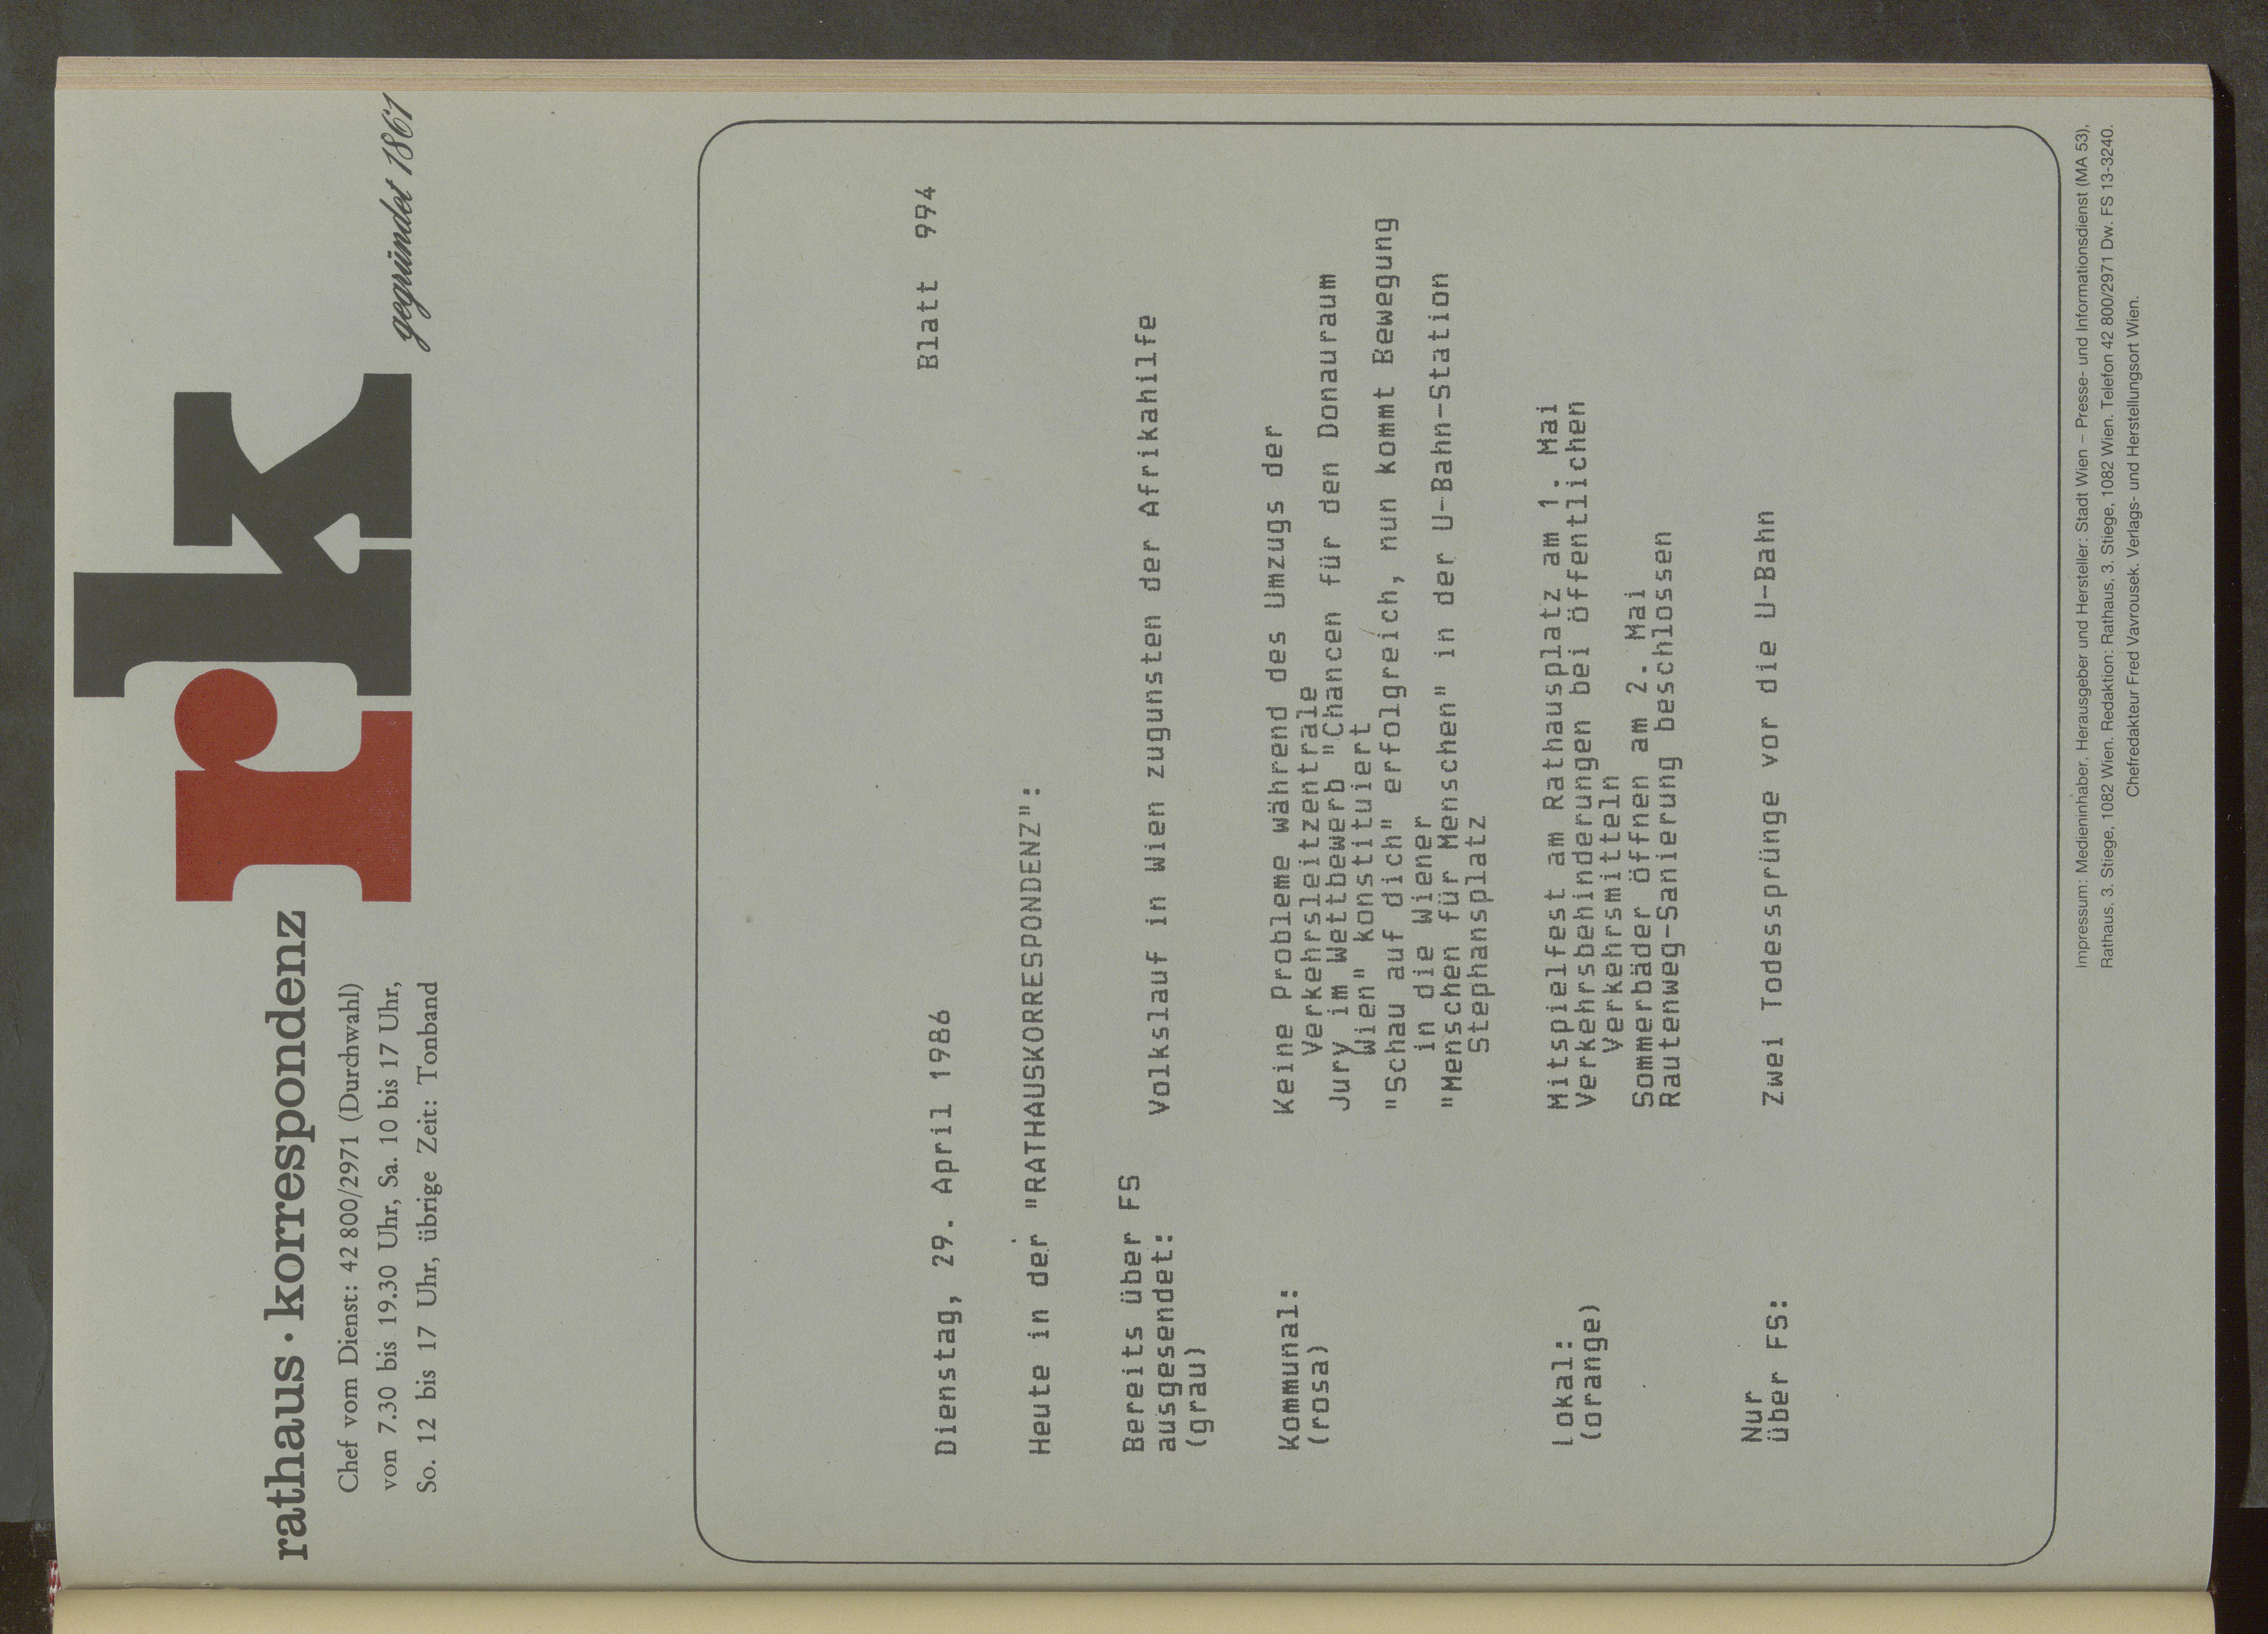 rathaus · korrespondenz
rk
gegründet 1861
Chef vom Dienst: 42 800/2971 (Durchwahl)
von 7.30 bis 19.30 Uhr, Sa. 10 bis 17 Uhr,
So. 12 bis 17 Uhr, übrige Zeit: Tonband
Dienstag, 29. April 1986 Blatt 994
Heute in der "RATHAUSKORRESPONDENZ":
Bereits über FS
ausgesendet:
(grau)
Volkslauf in Wien zugunsten der Afrikahilfe
Kommunal:
(rosa)
Keine Probleme während des Umzugs der
Verkehrsleitzentrale
Jury im Wettbewerb "Chancen für den Donauraum
Wien" konstituiert
"Schau auf dich" erfolgreich, nun kommt Bewegung
in die Wiener
"Menschen für Menschen" in der U-Bahn-Station
Stephansplatz
Lokal:
(orange)
Mitspielfest am Rathausplatz am 1. Mai
Verkehrsbehinderungen bei öffentlichen
Verkehrsmitteln
Sommerbäder öffnen am 2. Mai
Rautenweg-Sanierung beschlossen
Nur
über FS:
Zwei Todessprünge vor die U-Bahn
Impressum: Medieninhaber, Herausgeber und Hersteller: Stadt Wien – Presse- und Informationsdienst (MA 53),
Rathaus, 3. Stiege, 1082 Wien. Redaktion: Rathaus, 3. Stiege, 1082 Wien. Telefon 42 800/2971 Dw. FS 13-3240.
Chefredakteur Fred Vavrousek. Verlags- und Herstellungsort Wien.